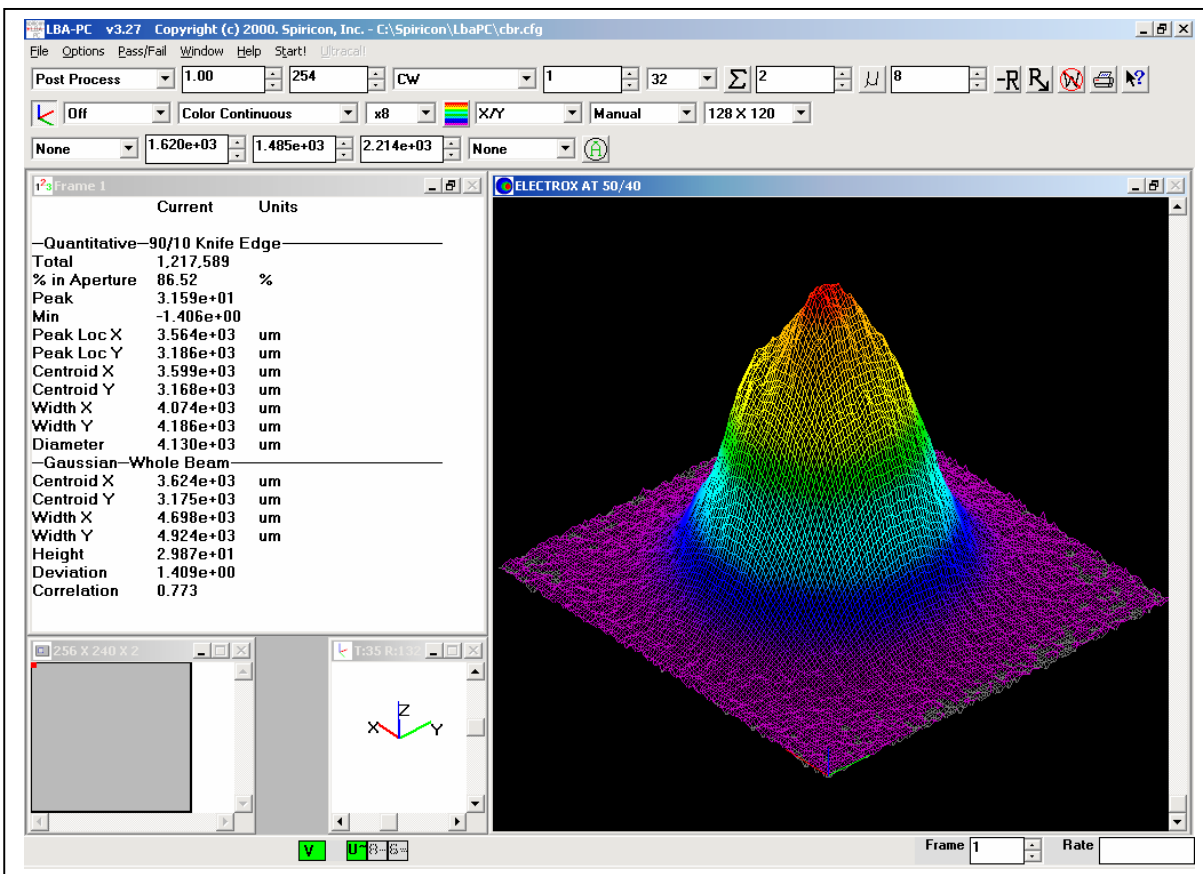 LBA-PC v3.27 Copyright (c) 2000. Spiricon, Inc. - C:\Spiricon\LbaPC\cbr.cfg
File Options Pass/Fail Window Help Start! Ultracal!
Post Process 1.00 254 CW 1 32 Σ 2 μ 8 -R R
Off Color Continuous x8 X/Y Manual 128 X 120
None 1.620e+03 1.485e+03 2.214e+03 None A
123 Frame 1
Current Units
Quantitative 90/10 Knife Edge
Total 1,217,589
% in Aperture 86.52 %
Peak 3.159e+01
Min -1.406e+00
Peak Loc X 3.564e+03 um
Peak Loc Y 3.186e+03 um
Centroid X 3.599e+03 um
Centroid Y 3.168e+03 um
Width X 4.074e+03 um
Width Y 4.186e+03 um
Diameter 4.130e+03 um
Gaussian Whole Beam
Centroid X 3.624e+03 um
Centroid Y 3.175e+03 um
Width X 4.698e+03 um
Width Y 4.924e+03 um
Height 2.987e+01
Deviation 1.409e+00
Correlation 0.773
ELECTROX AT 50/40
256 X 240 X 2
T:35 R:132
X Z Y
V U~
Frame 1 Rate